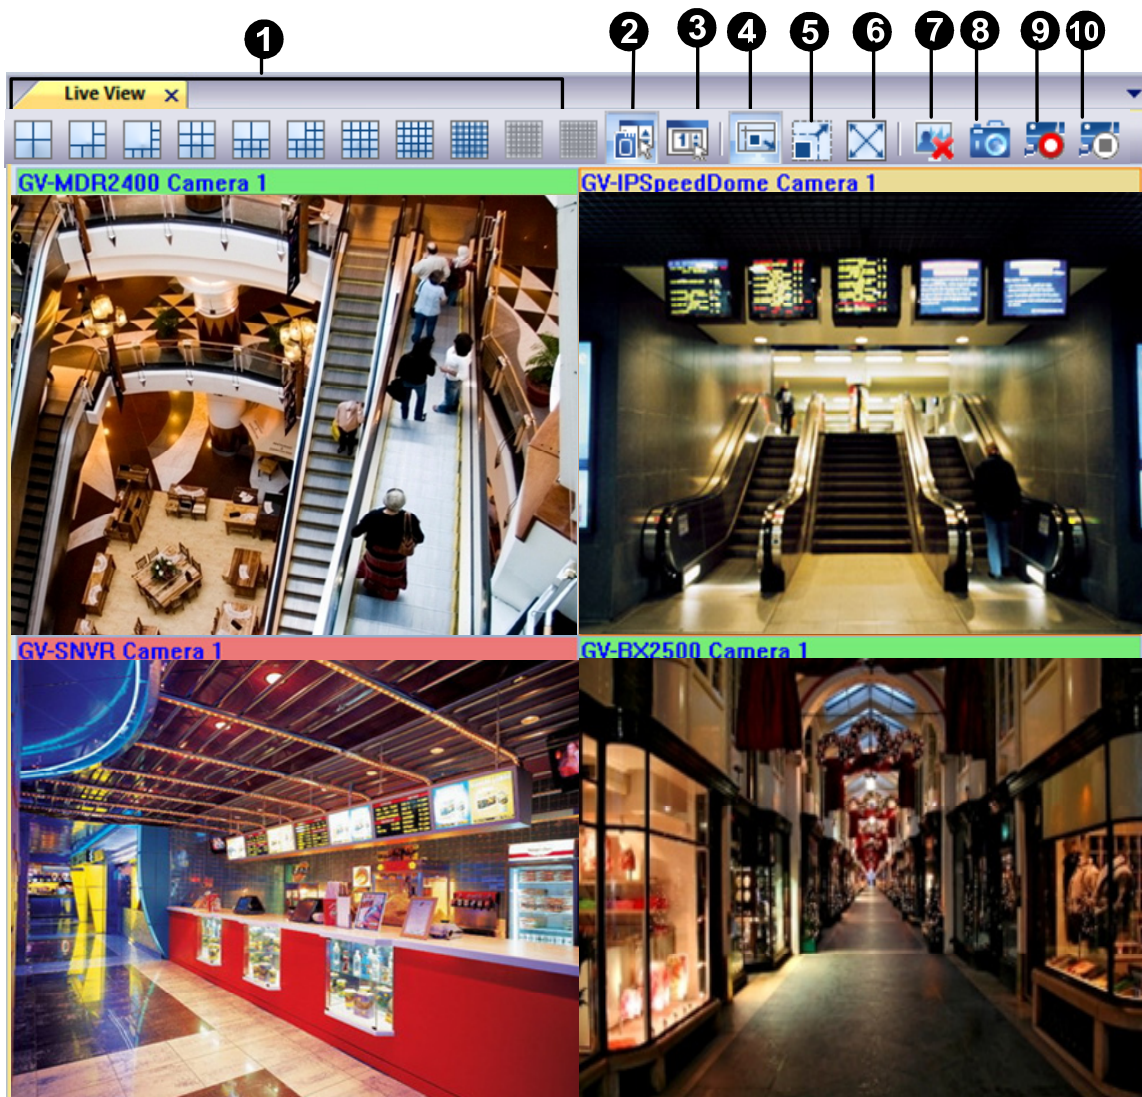 1 2 3 4 5 6 7 8 9 10
Live View
GV-MDR2400 Camera 1
GV-IPSpeedDome Camera 1
GV-SNVR Camera 1
GV-BX2500 Camera 1